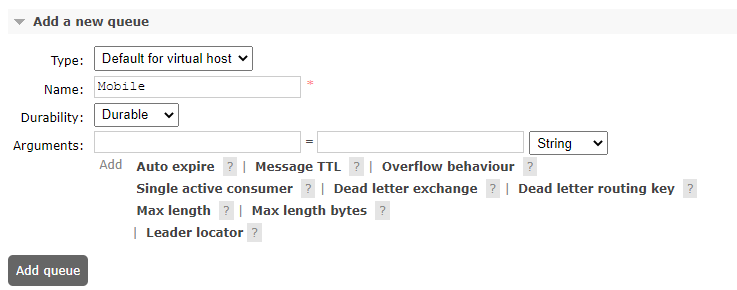 Add a new queue
Type: Default for virtual host
Name: Mobile *
Durability: Durable
Arguments: = String
Add Auto expire ? | Message TTL ? | Overflow behaviour ?
Single active consumer ? | Dead letter exchange ? | Dead letter routing key ?
Max length ? | Max length bytes ?
| Leader locator ?
Add queue